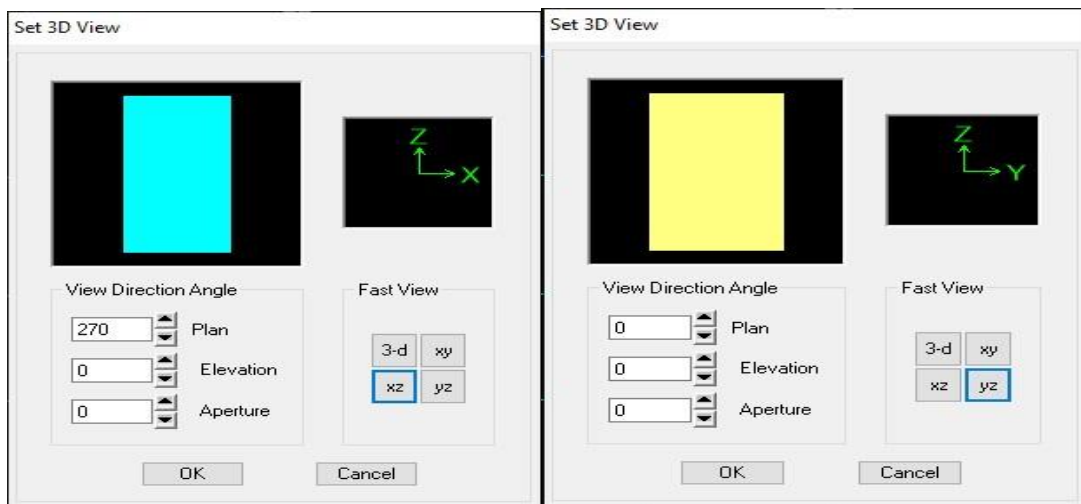 Set 3D View
Z
X
View Direction Angle
270 Plan
0 Elevation
0 Aperture
Fast View
3-d xy
xz yz
OK Cancel
Set 3D View
Z
Y
View Direction Angle
0 Plan
0 Elevation
0 Aperture
Fast View
3-d xy
xz yz
OK Cancel